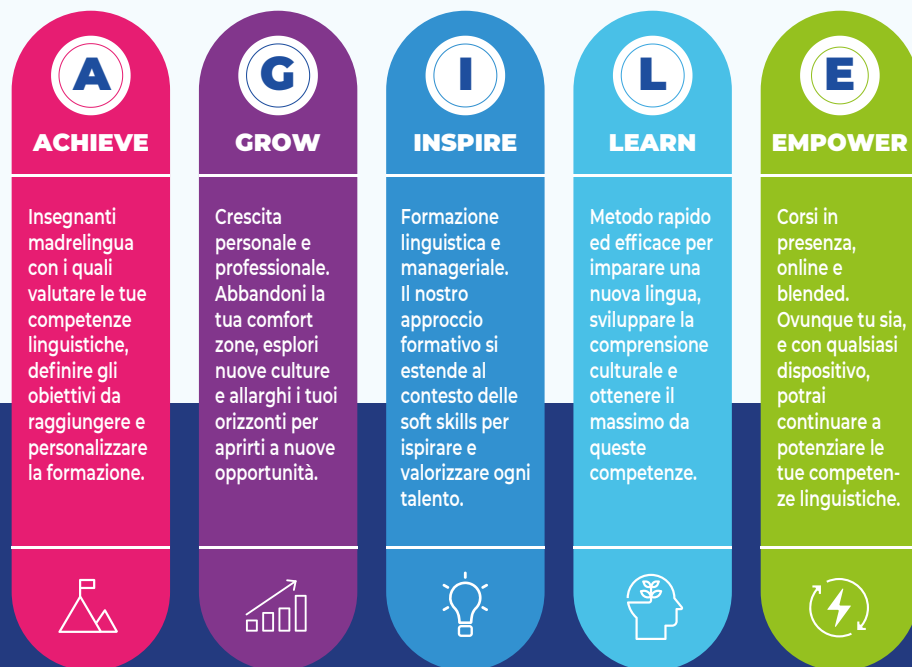 A
ACHIEVE
Insegnanti
madrelingua
con i quali
valutare le tue
competenze
linguistiche,
definire gli
obiettivi da
raggiungere e
personalizzare
la formazione.
G
GROW
Crescita
personale e
professionale.
Abbandoni la
tua comfort
zone, esplori
nuove culture
e allarghi i tuoi
orizzonti per
aprirti a nuove
opportunità.
I
INSPIRE
Formazione
linguistica e
manageriale.
Il nostro
approccio
formativo si
estende al
contesto delle
soft skills per
ispirare e
valorizzare ogni
talento.
L
LEARN
Metodo rapido
ed efficace per
imparare una
nuova lingua,
sviluppare la
comprensione
culturale e
ottenere il
massimo da
queste
competenze.
E
EMPOWER
Corsi in
presenza,
online e
blended.
Ovunque tu sia,
e con qualsiasi
dispositivo,
potrai
continuare a
potenziare le
tue competen-
ze linguistiche.